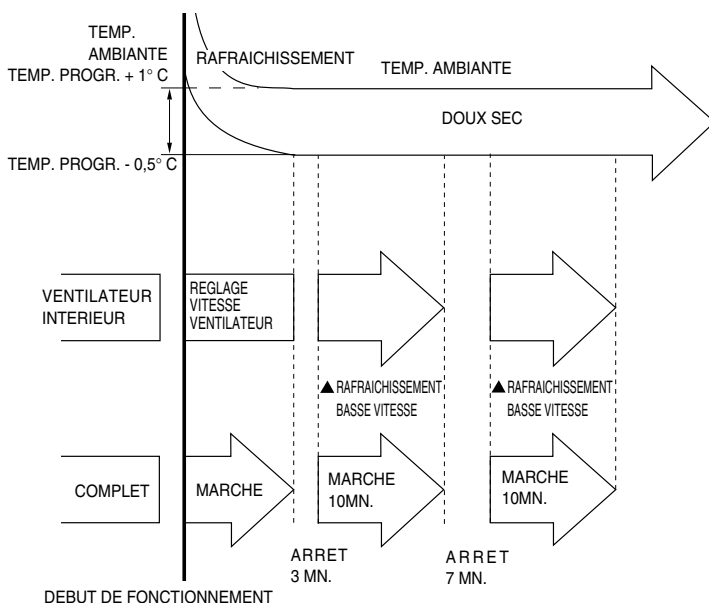 TEMP.
AMBIANTE
RAFRAICHISSEMENT
TEMP. AMBIANTE
TEMP. PROGR. + 1° C
DOUX SEC
TEMP. PROGR. - 0,5° C
VENTILATEUR
INTERIEUR
REGLAGE
VITESSE
VENTILATEUR
▲ RAFRAICHISSEMENT
BASSE VITESSE
▲ RAFRAICHISSEMENT
BASSE VITESSE
COMPLET
MARCHE
MARCHE
10MN.
MARCHE
10MN.
ARRET
3 MN.
ARRET
7 MN.
DEBUT DE FONCTIONNEMENT